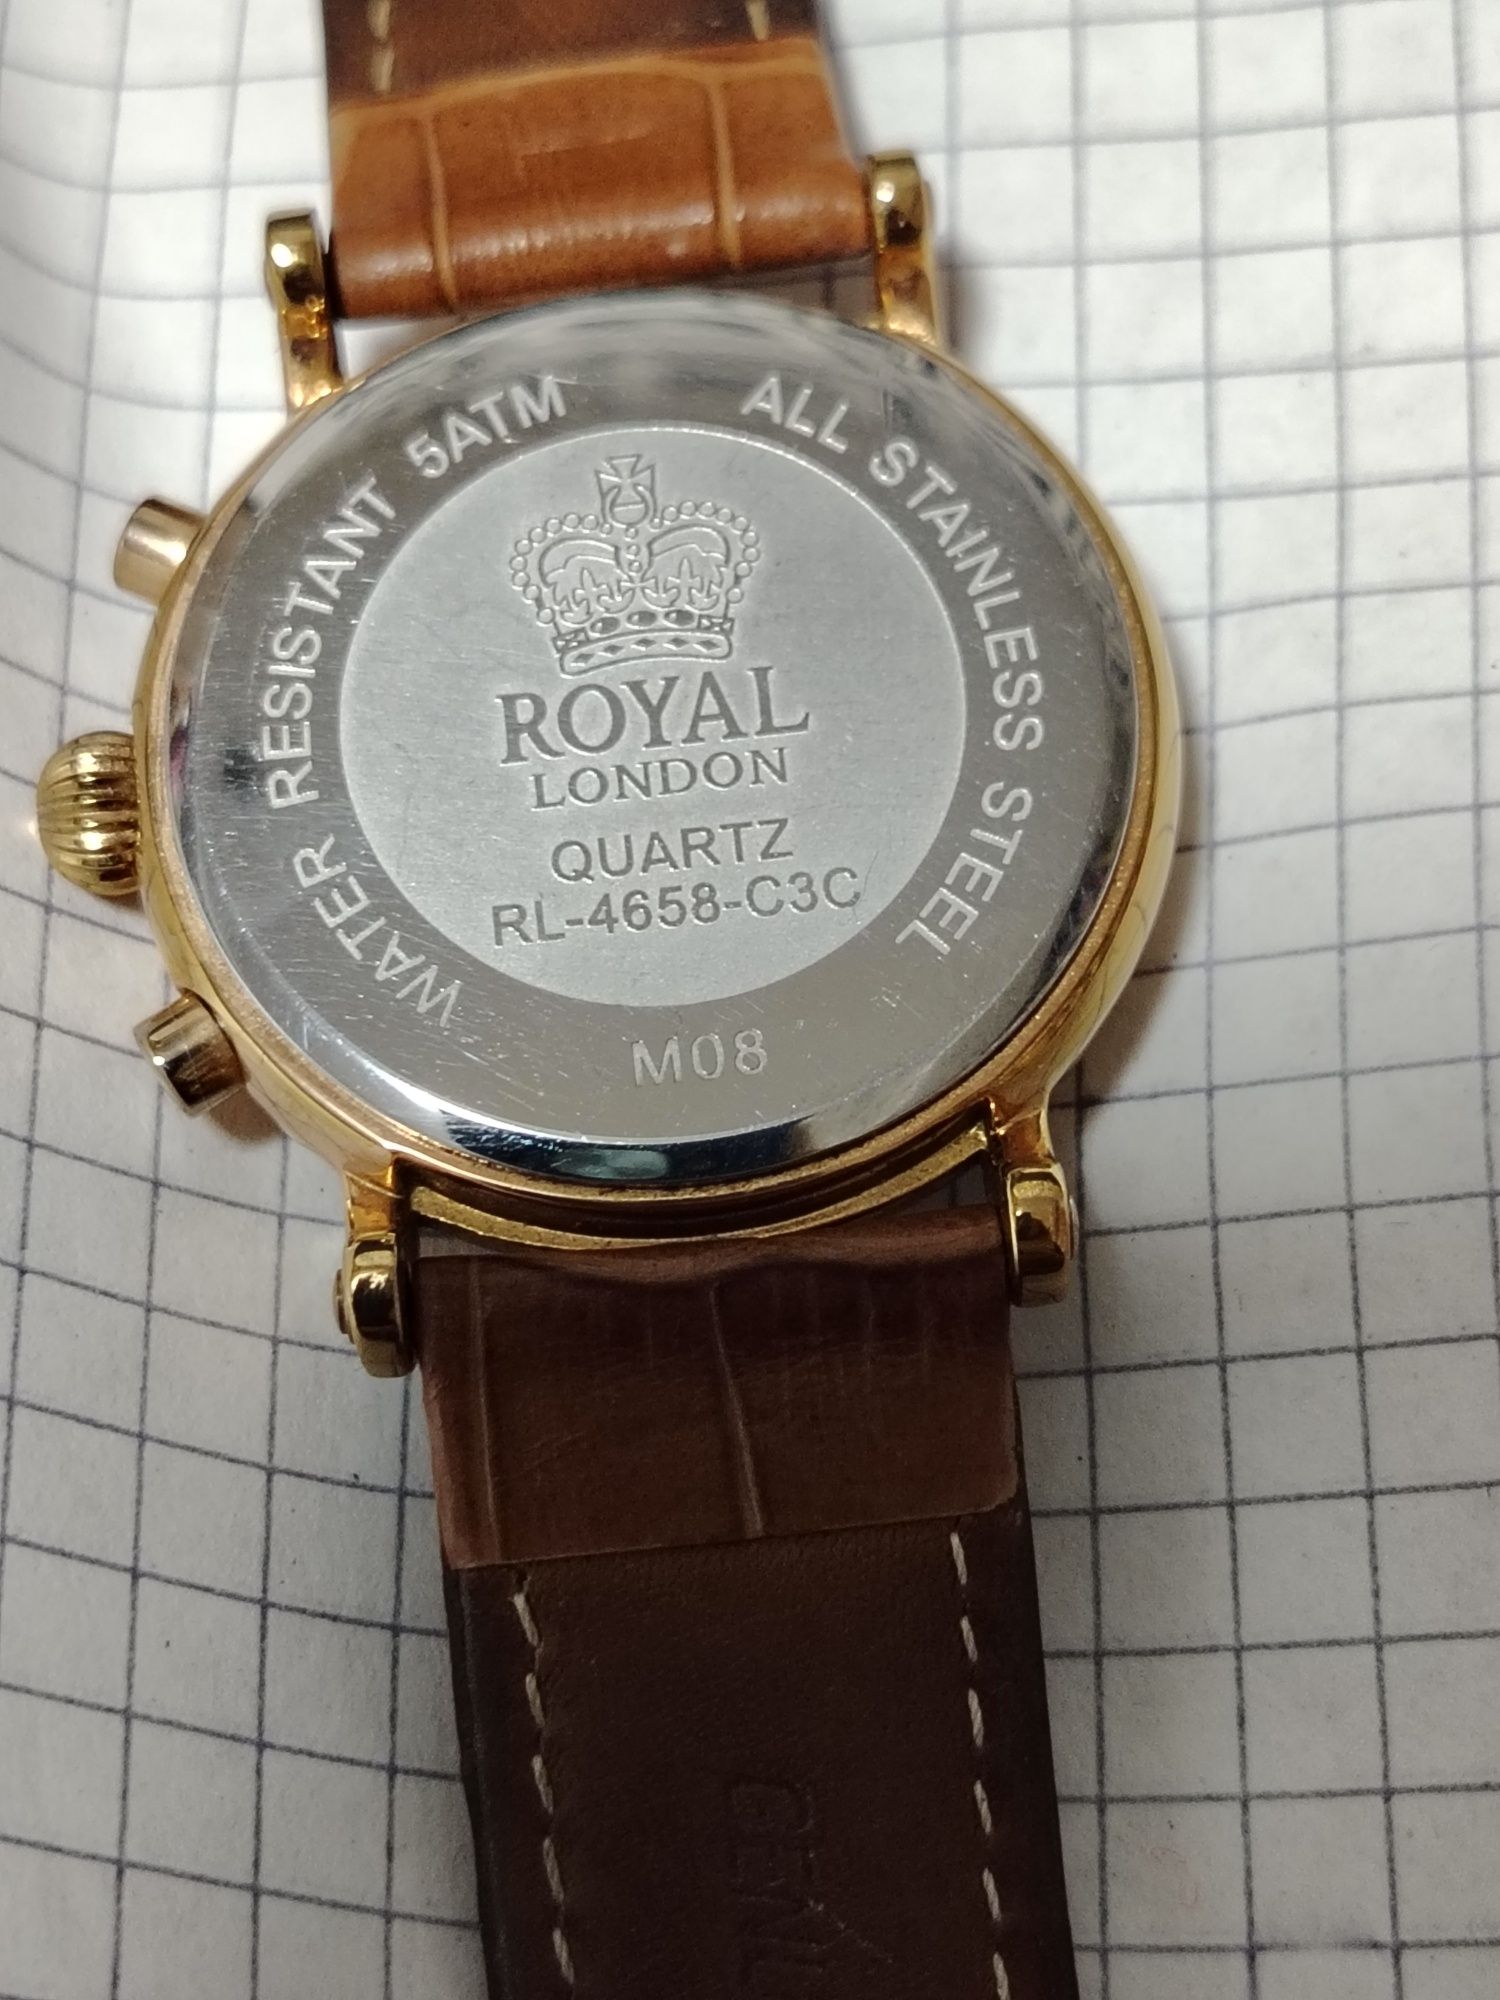 WATER RESISTANT 5ATM
ALL STAINLESS STEEL
ROYAL
LONDON
QUARTZ
RL-4658-C3C
M08